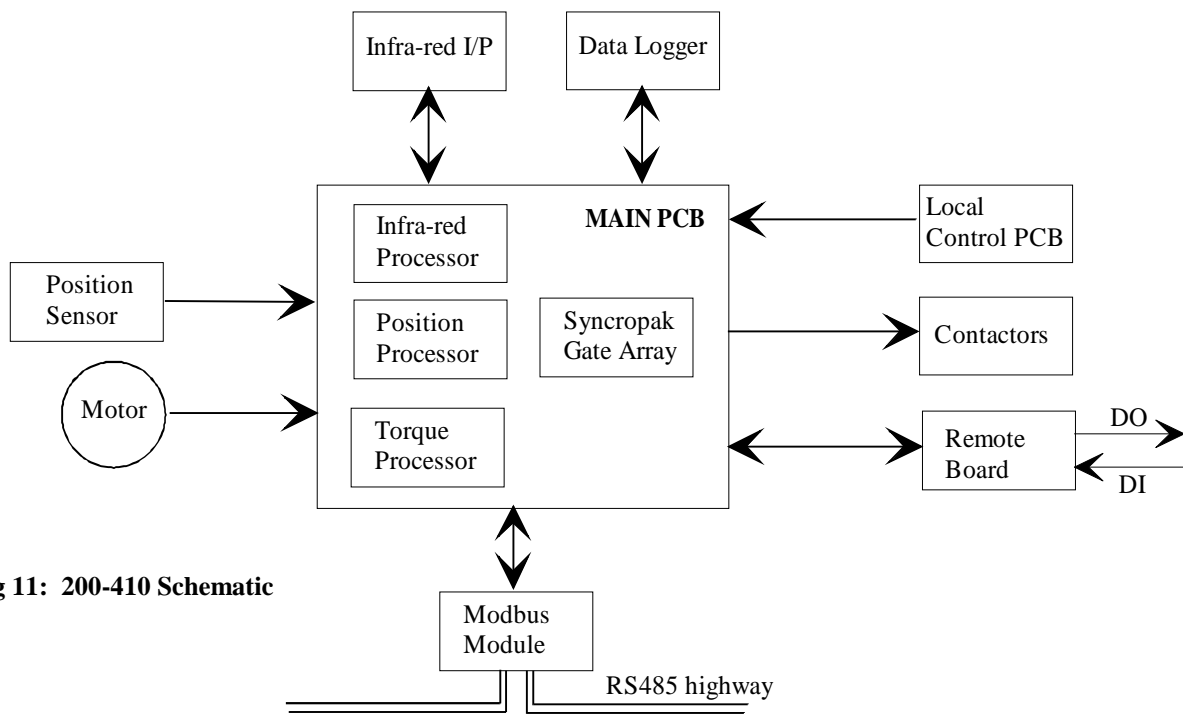 Infra-red I/P
Data Logger
MAIN PCB
Infra-red
Processor
Local
Control PCB
Position
Sensor
Position
Processor
Syncropak
Gate Array
Contactors
Motor
Torque
Processor
Remote
Board
DO
DI
g 11: 200-410 Schematic
Modbus
Module
RS485 highway